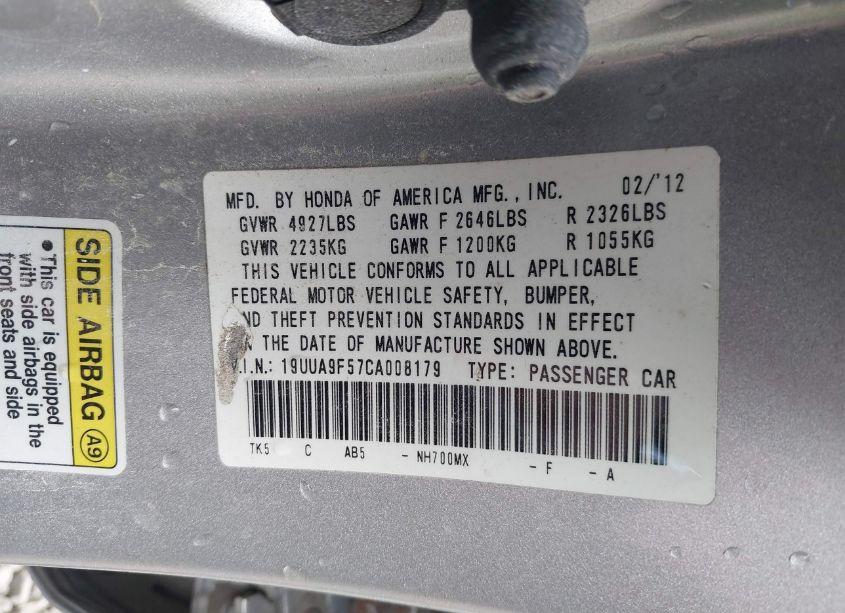 MFD. BY HONDA OF AMERICA MFG., INC. 02/'12
GVWR 4927LBS GAWR F 2646LBS R 2326LBS
GVWR 2235KG GAWR F 1200KG R 1055KG
THIS VEHICLE CONFORMS TO ALL APPLICABLE
FEDERAL MOTOR VEHICLE SAFETY, BUMPER,
AND THEFT PREVENTION STANDARDS IN EFFECT
THE DATE OF MANUFACTURE SHOWN ABOVE.
V.I.N.: 19UUA9F57CA008179 TYPE: PASSENGER CAR
TK5 C AB5 - NH700MX - F - A
SIDE AIRBAG A9
• This car is equipped
with side airbags in the
front seats and side